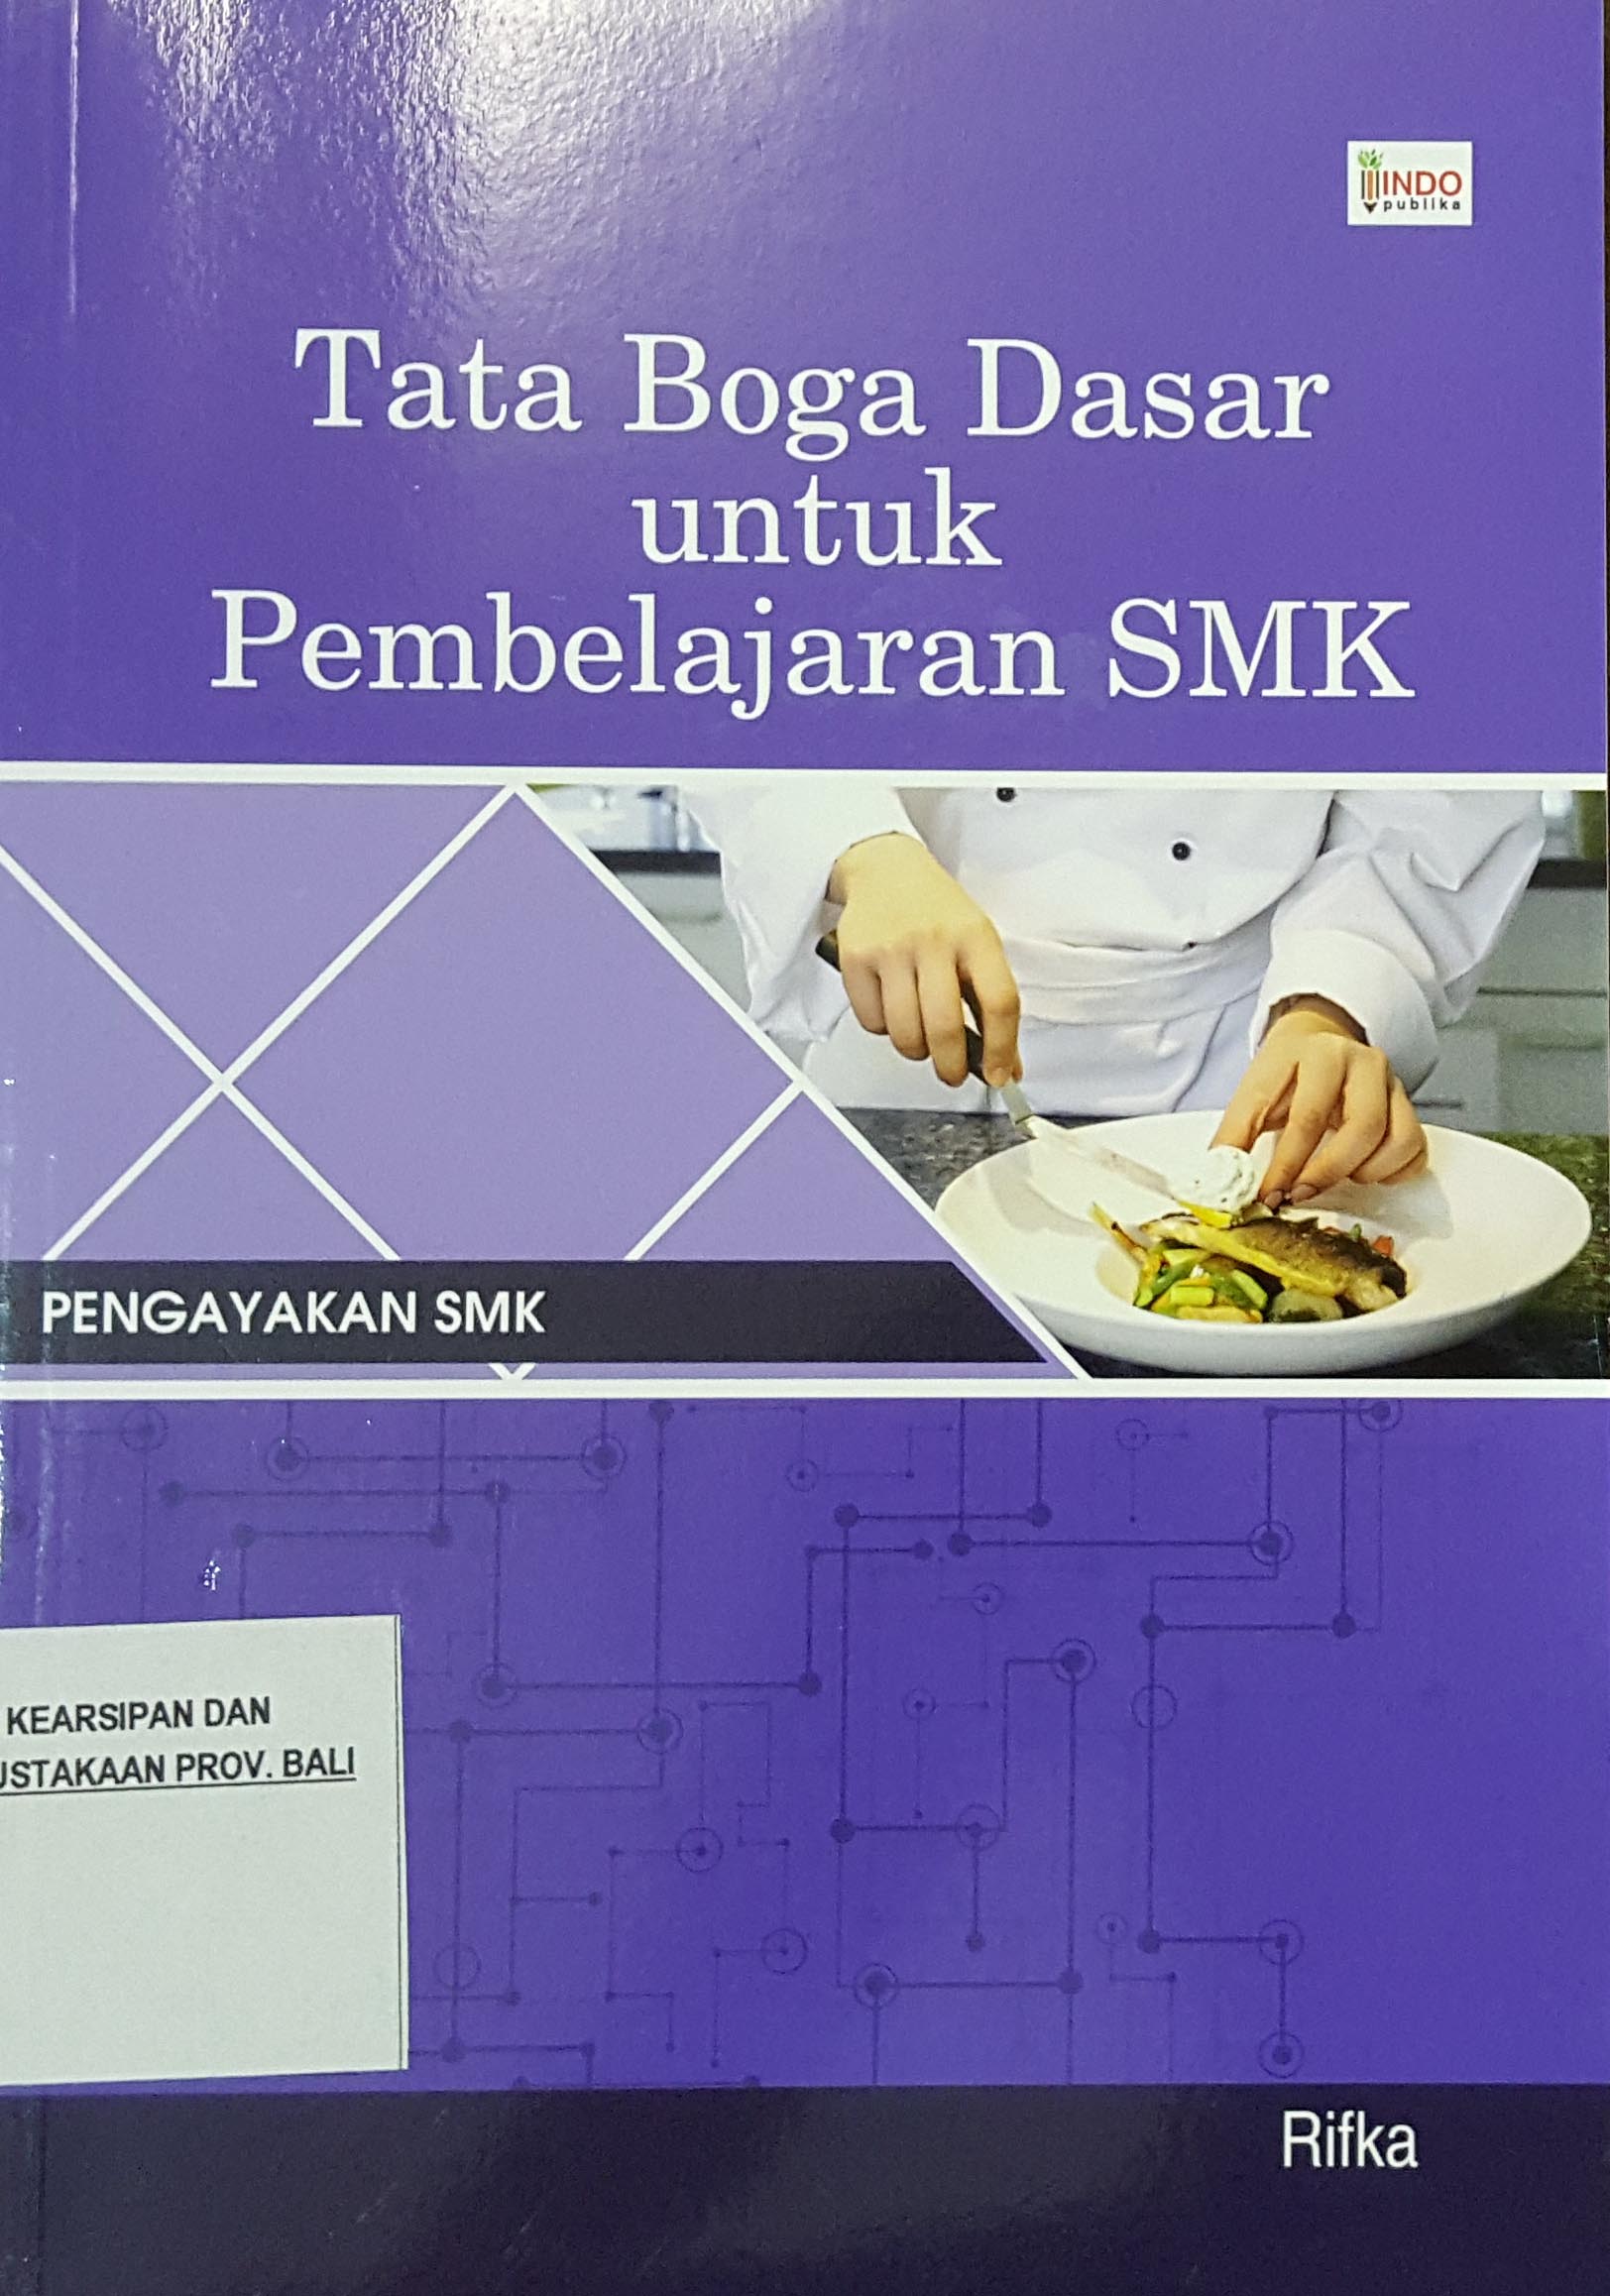 INDO
publika
Tata Boga Dasar
untuk
Pembelajaran SMK
PENGAYAKAN SMK
KEARSIPAN DAN
USTAKAAN PROV. BALI
Rifka